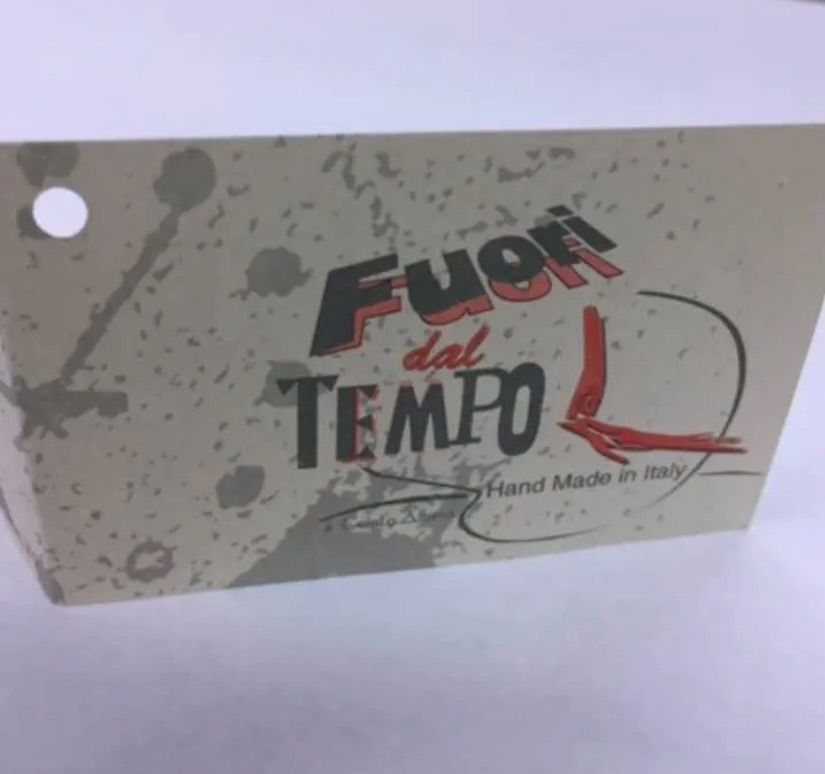 Fuori
dal
TEMPO
Hand Made in Italy